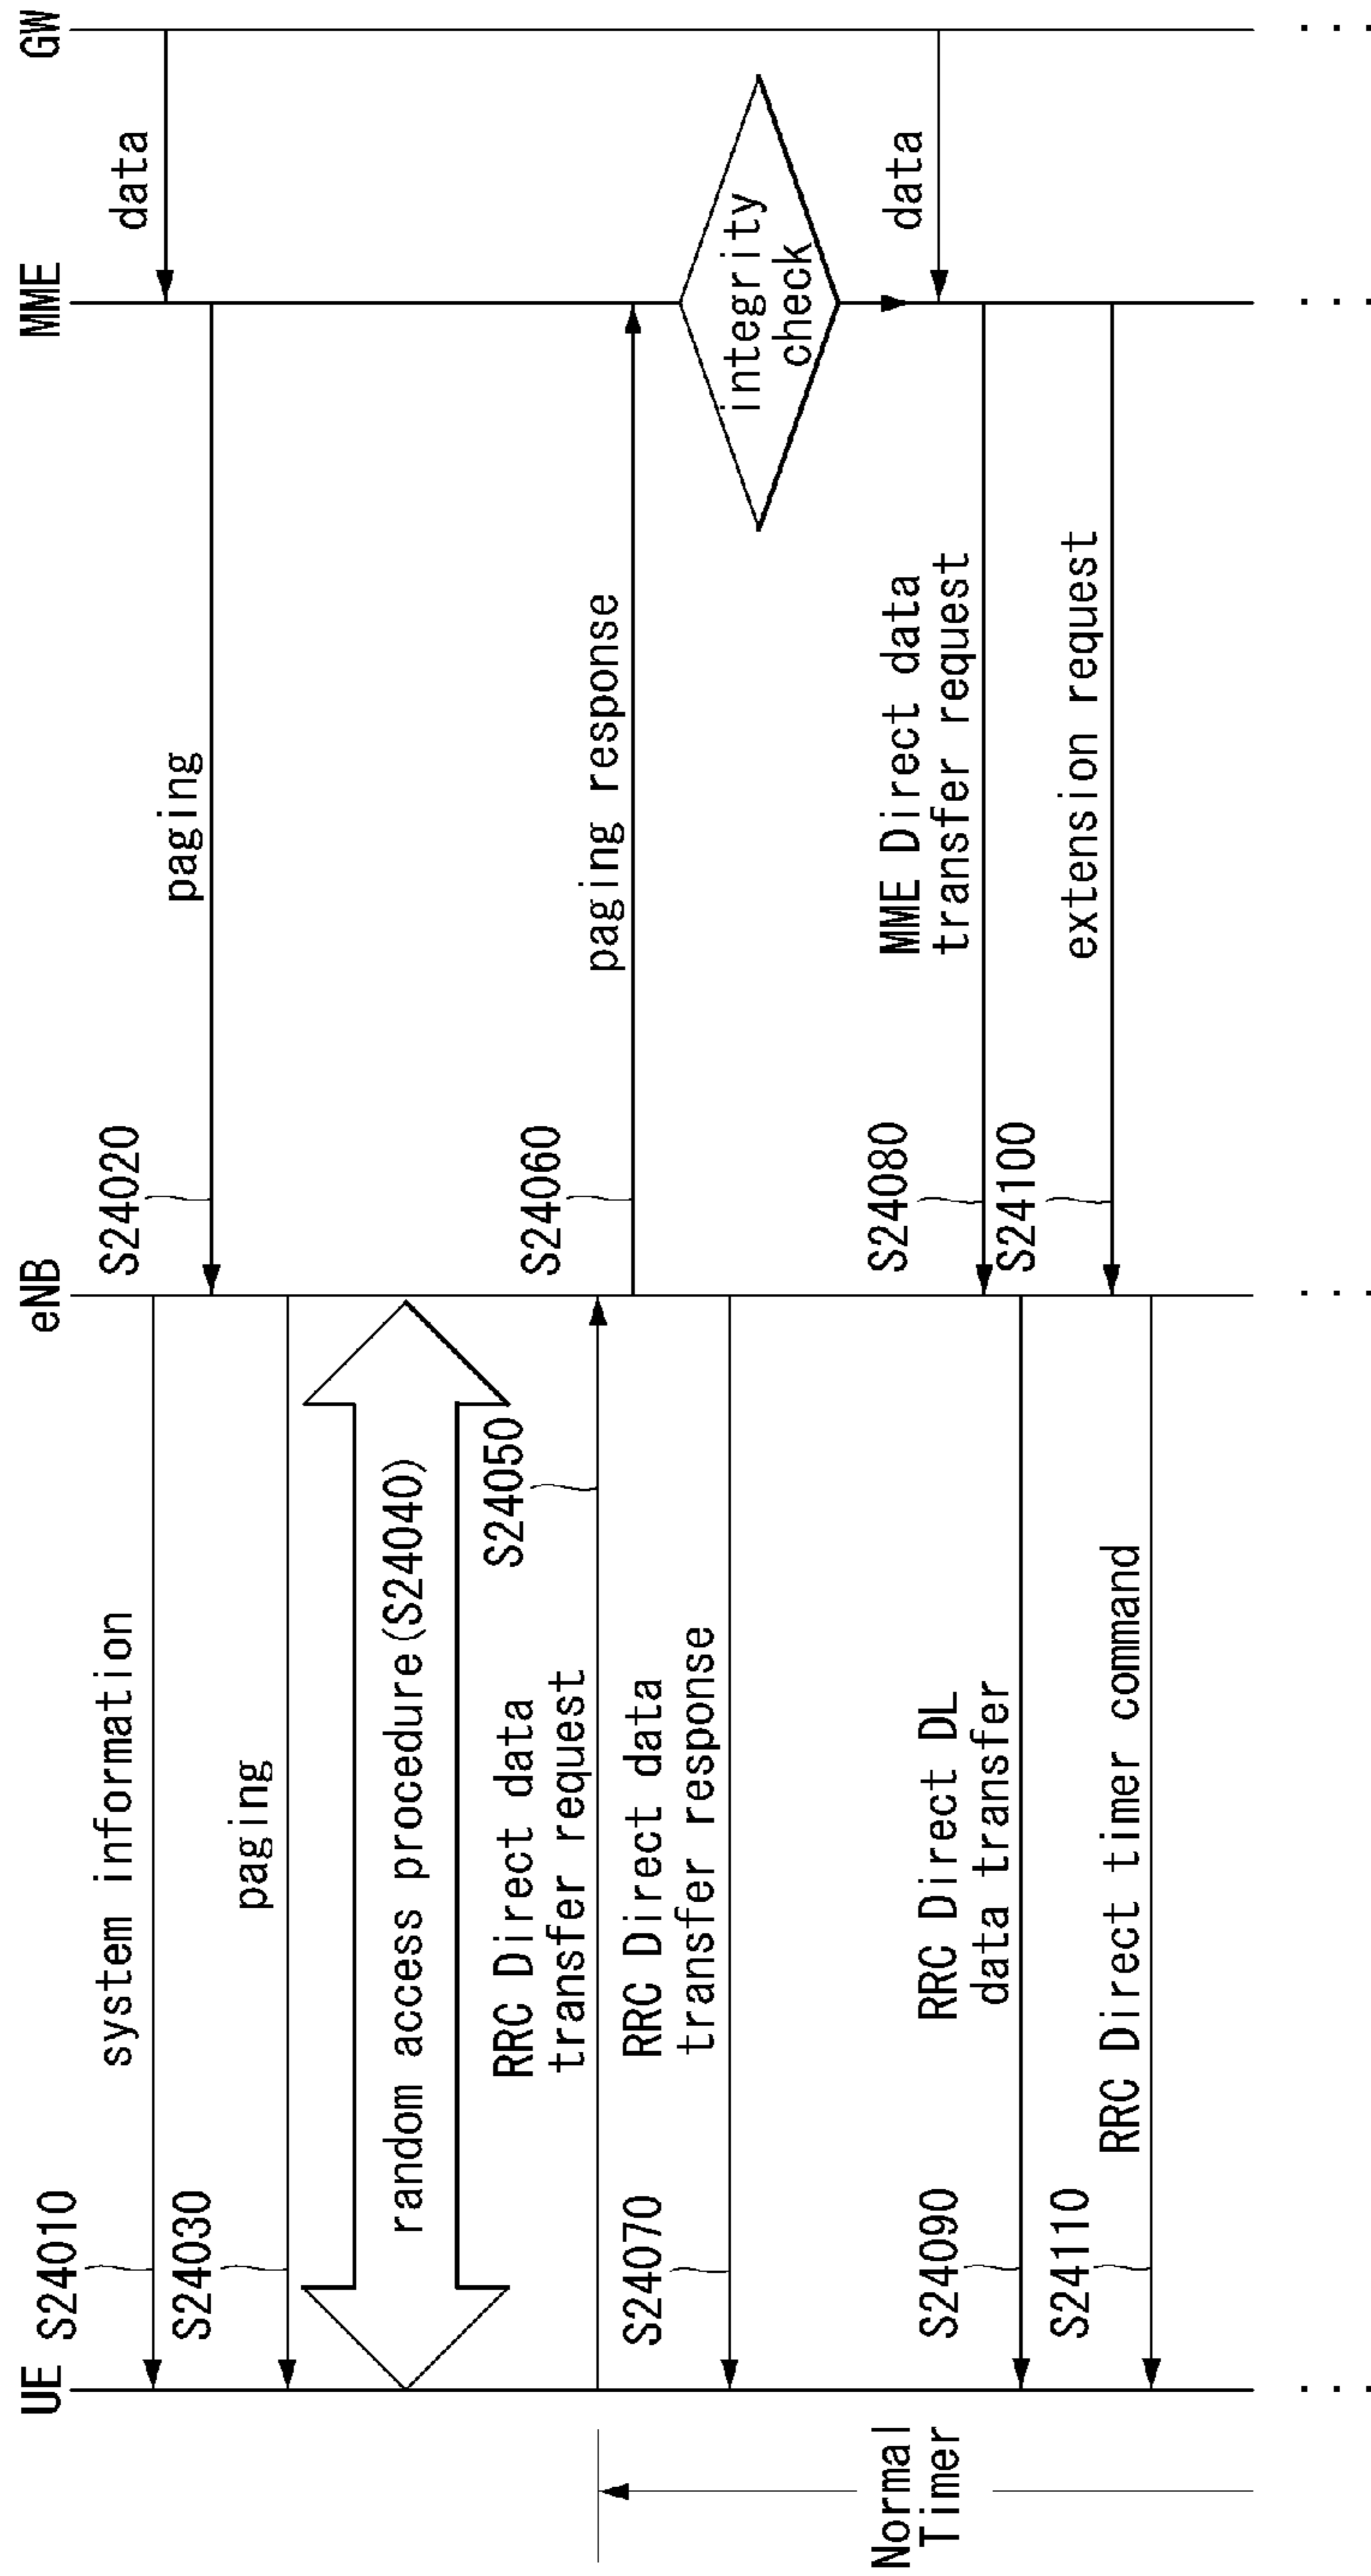 UE
eNB
MME
GW
S24010
system information
data
S24020
paging
S24030
paging
random access procedure(S24040)
S24050
RRC Direct data
transfer request
S24060
paging response
S24070
RRC Direct data
transfer response
integrity
check
data
S24080
MME Direct data
transfer request
S24090
RRC Direct DL
data transfer
S24100
extension request
S24110
RRC Direct timer command
Normal
Timer